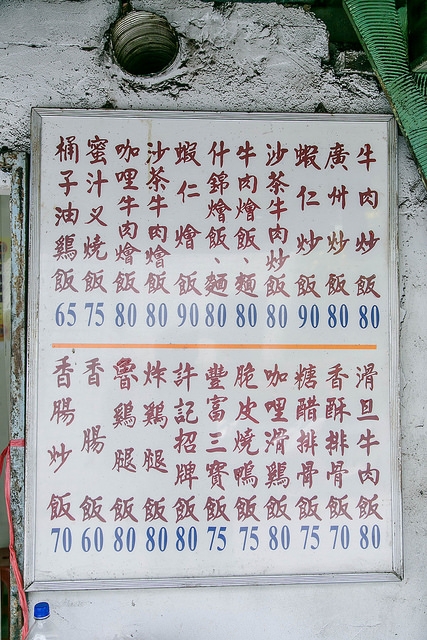 牛肉炒飯 80
廣州炒飯 80
蝦仁炒飯 90
沙茶牛肉炒飯 80
牛肉燴飯、麵 80
什錦燴飯、麵 80
蝦仁燴飯 90
沙茶牛肉燴飯 80
咖哩牛肉燴飯 80
蜜汁义燒飯 75
桶子油鷄飯 65
滑旦牛肉飯 80
香酥排骨飯 70
糖醋排骨飯 75
咖哩滑鷄飯 80
脆皮燒鴨飯 75
豐富三寶飯 75
許記招牌飯 80
炸鷄腿飯 80
魯鷄腿飯 80
香腸飯 60
香腸炒飯 70